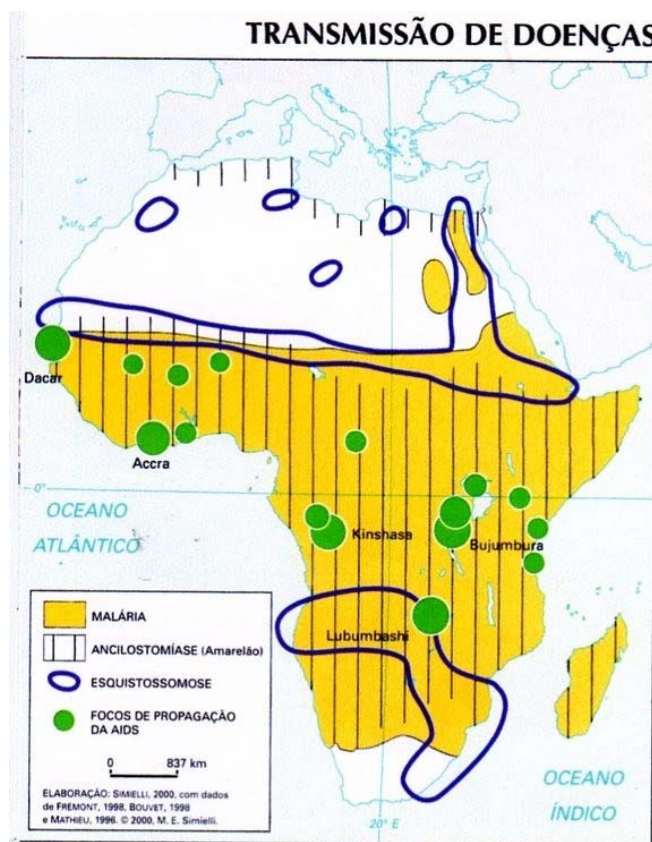 TRANSMISSÃO DE DOENÇAS
Dacar
Accra
0°
OCEANO
ATLÂNTICO
Kinshasa
Bujumbura
Lubumbashi
MALÁRIA
ANCILOSTOMÍASE (Amarelão)
ESQUISTOSSOMOSE
FOCOS DE PROPAGAÇÃO
DA AIDS
0 837 km
ELABORAÇÃO: SIMIELLI, 2000, com dados
de FREMONT, 1998, BOUVET, 1998
e MATHIEU, 1996. © 2000, M. E. Simielli.
20° E
OCEANO
ÍNDICO